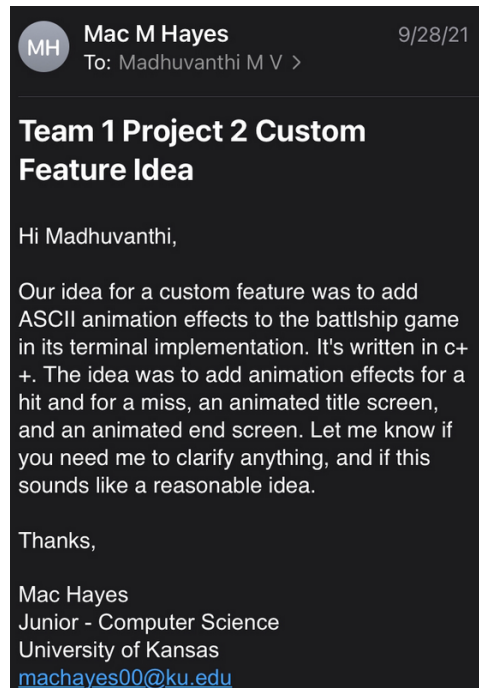 MH
Mac M Hayes
9/28/21
To: Madhuvanthi M V >
Team 1 Project 2 Custom
Feature Idea
Hi Madhuvanthi,
Our idea for a custom feature was to add
ASCII animation effects to the battlship game
in its terminal implementation. It's written in c+
+. The idea was to add animation effects for a
hit and for a miss, an animated title screen,
and an animated end screen. Let me know if
you need me to clarify anything, and if this
sounds like a reasonable idea.
Thanks,
Mac Hayes
Junior - Computer Science
University of Kansas
machayes00@ku.edu